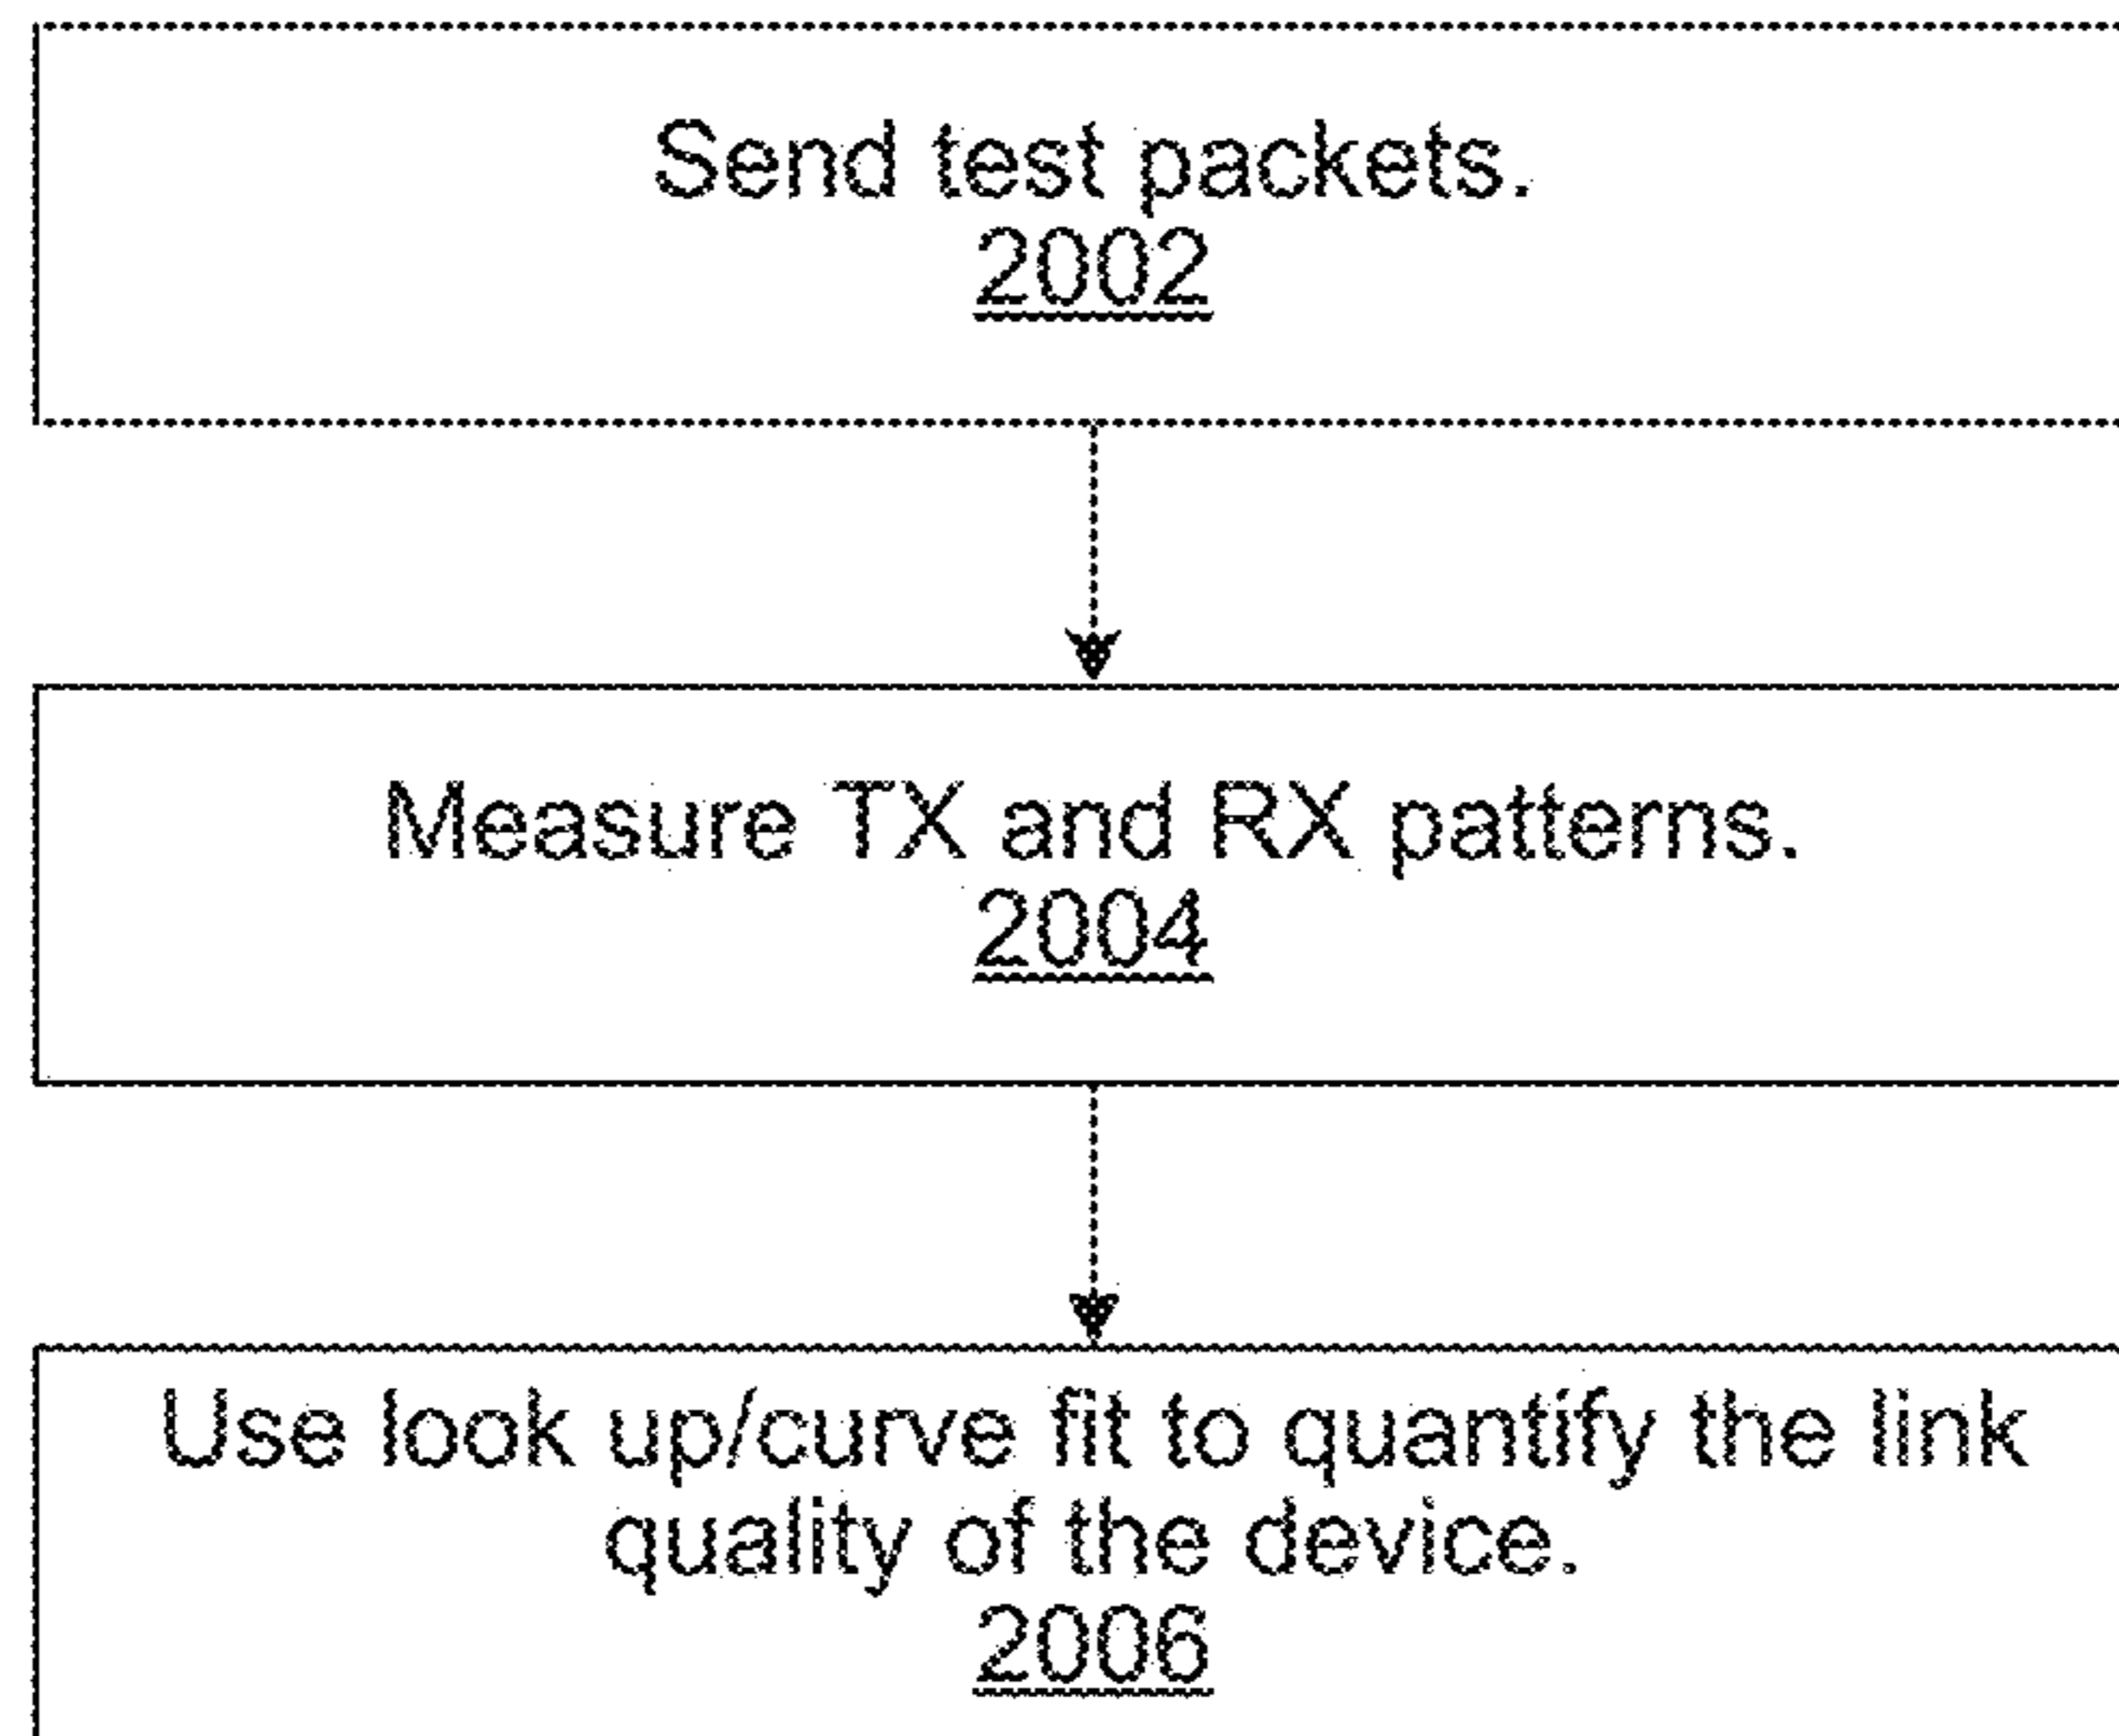 Send test packets.
2002
Measure TX and RX patterns.
2004
Use look up/curve fit to quantify the link
quality of the device.
2006